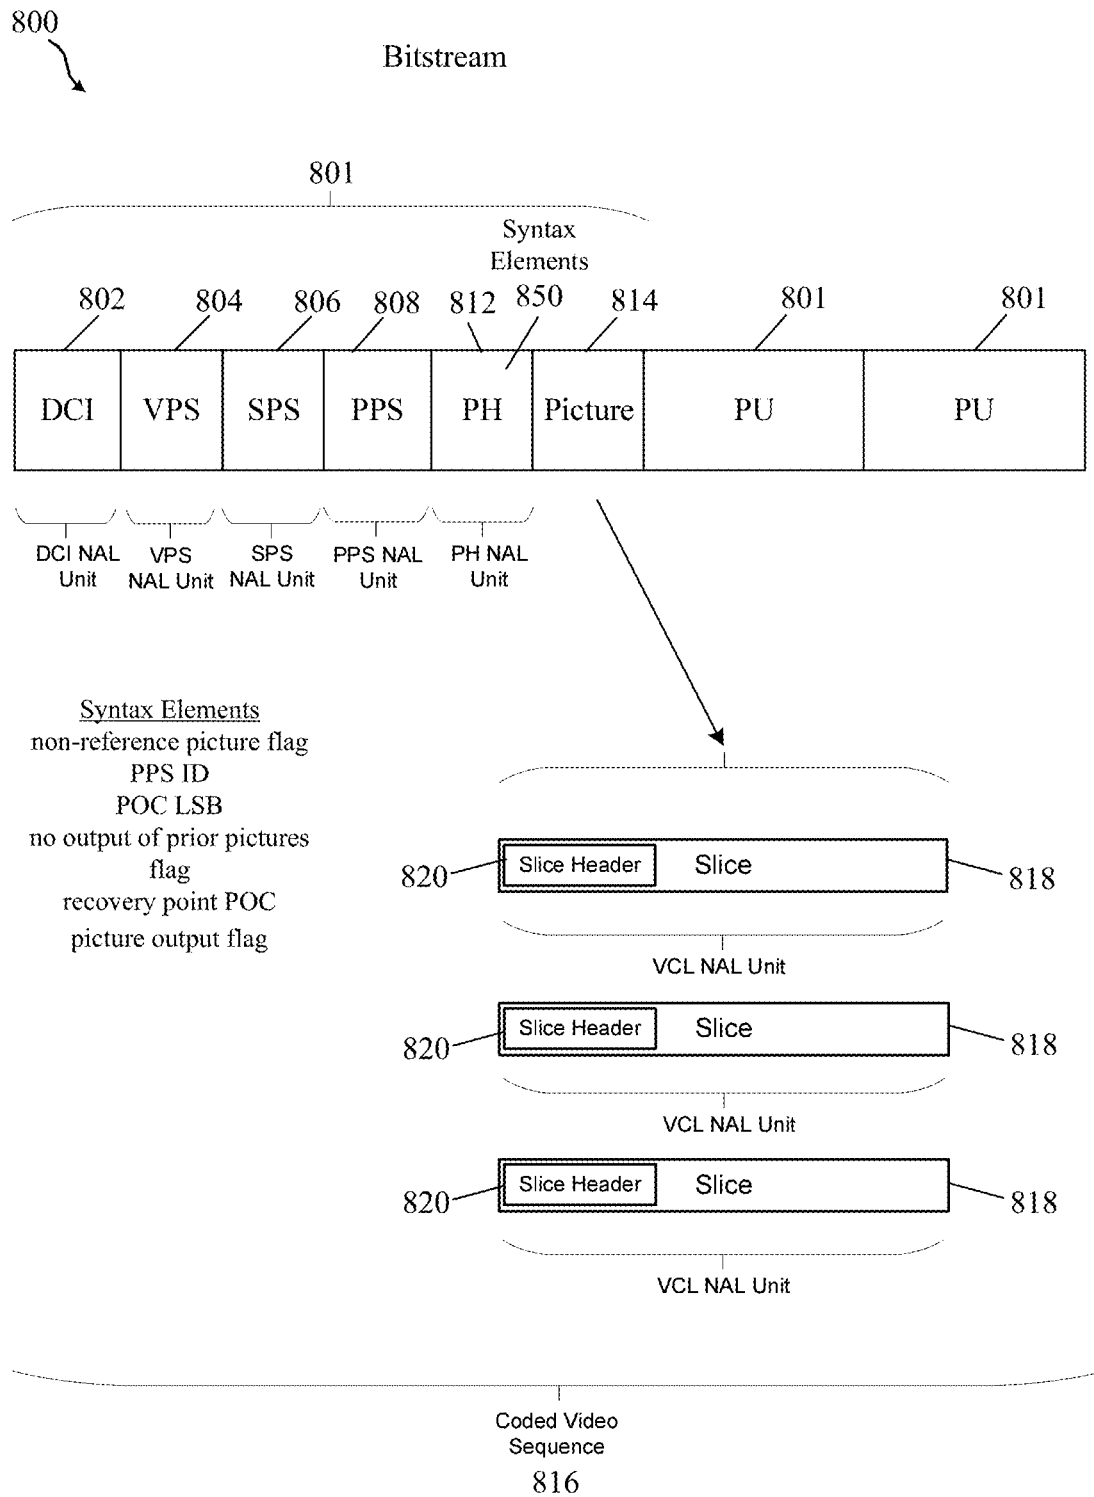 800
Bitstream
801
Syntax
Elements
802
804
806
808
812
850
814
801
801
DCI
VPS
SPS
PPS
PH
Picture
PU
PU
DCI NAL
Unit
VPS
NAL Unit
SPS
NAL Unit
PPS NAL
Unit
PH NAL
Unit
Syntax Elements
non-reference picture flag
PPS ID
POC LSB
no output of prior pictures
flag
recovery point POC
picture output flag
820
Slice Header
Slice
818
VCL NAL Unit
820
Slice Header
Slice
818
VCL NAL Unit
820
Slice Header
Slice
818
VCL NAL Unit
Coded Video
Sequence
816